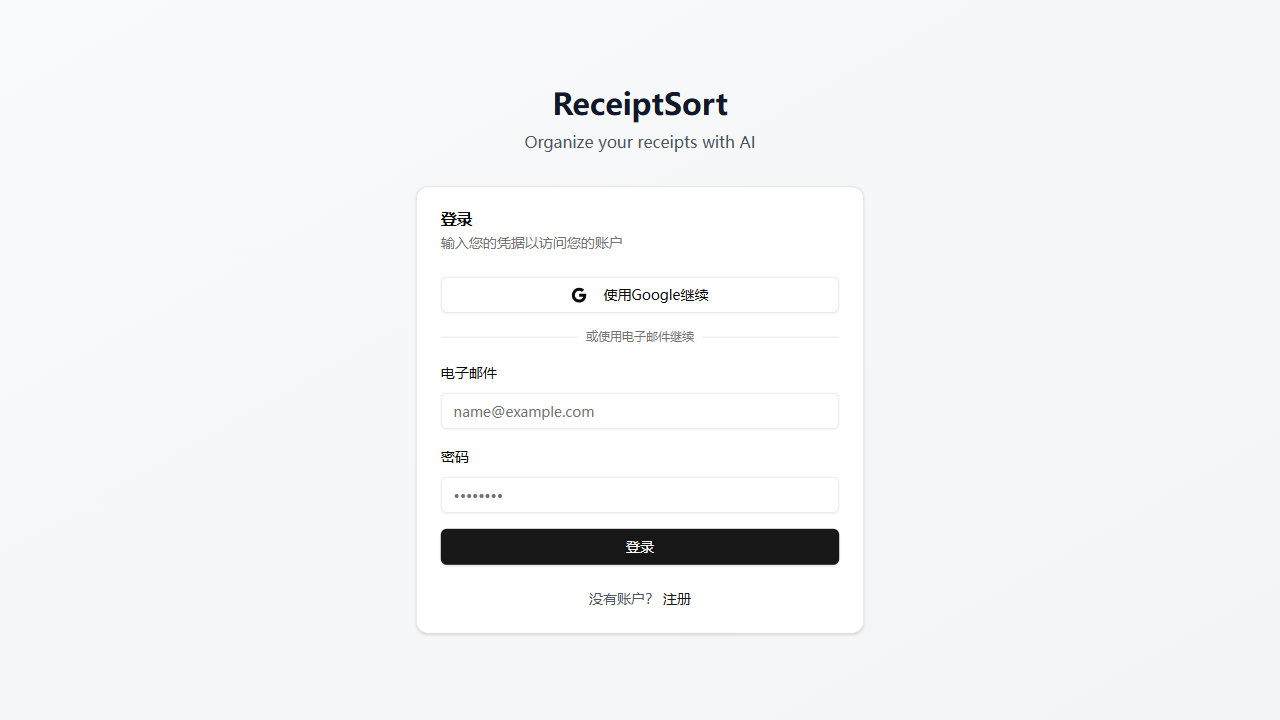 ReceiptSort
Organize your receipts with AI
登录
输入您的凭据以访问您的账户
使用Google继续
或使用电子邮件继续
电子邮件
name@example.com
密码
••••••••
登录
没有账户? 注册